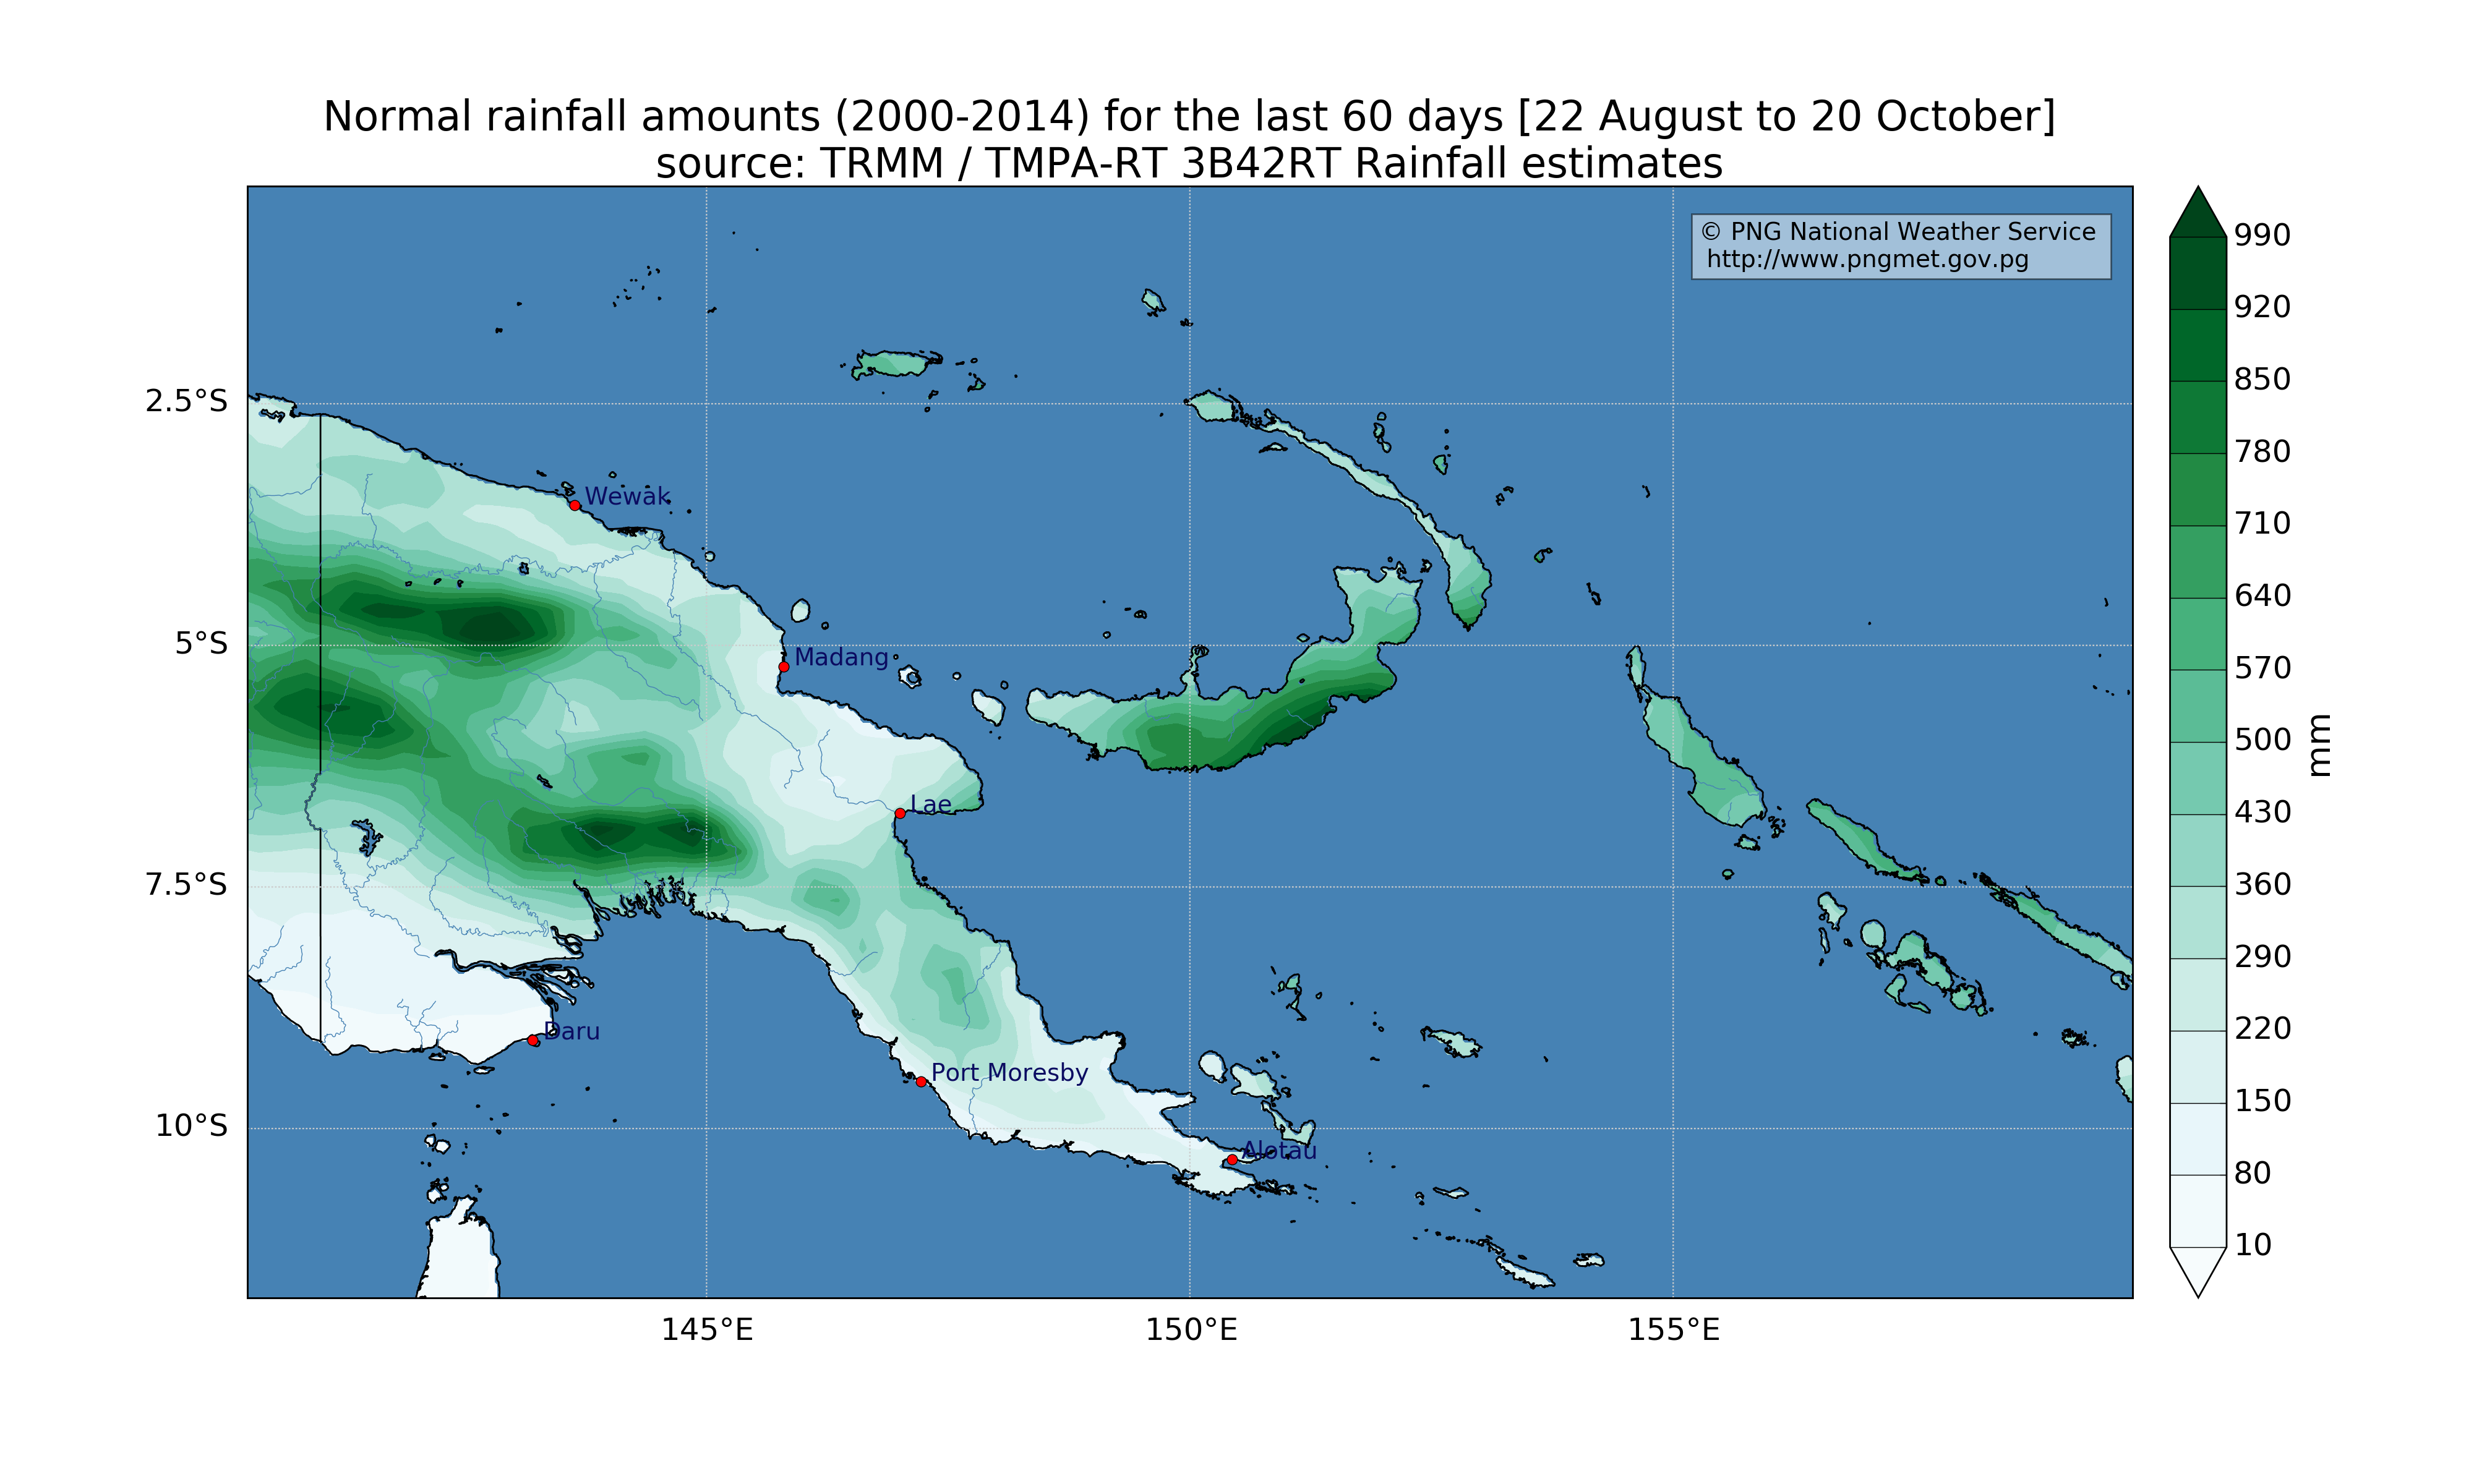 Normal rainfall amounts (2000-2014) for the last 60 days [22 August to 20 October]
source: TRMM / TMPA-RT 3B42RT Rainfall estimates
© PNG National Weather Service
http://www.pngmet.gov.pg
990
920
850
780
710
640
570
500
430
360
290
220
150
80
10
mm
2.5°S
5°S
7.5°S
10°S
Wewak
Madang
Lae
Daru
Port Moresby
Alotau
145°E
150°E
155°E